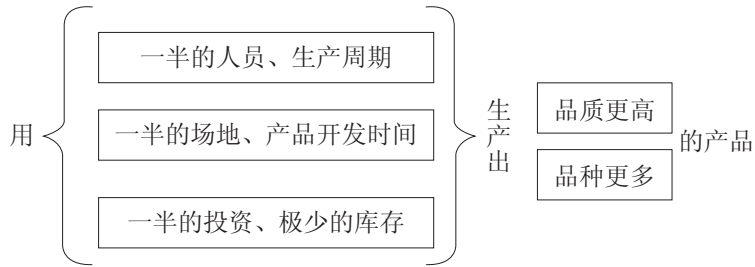 用
一半的人员、生产周期
一半的场地、产品开发时间
一半的投资、极少的库存
生产出
品质更高
品种更多
的产品